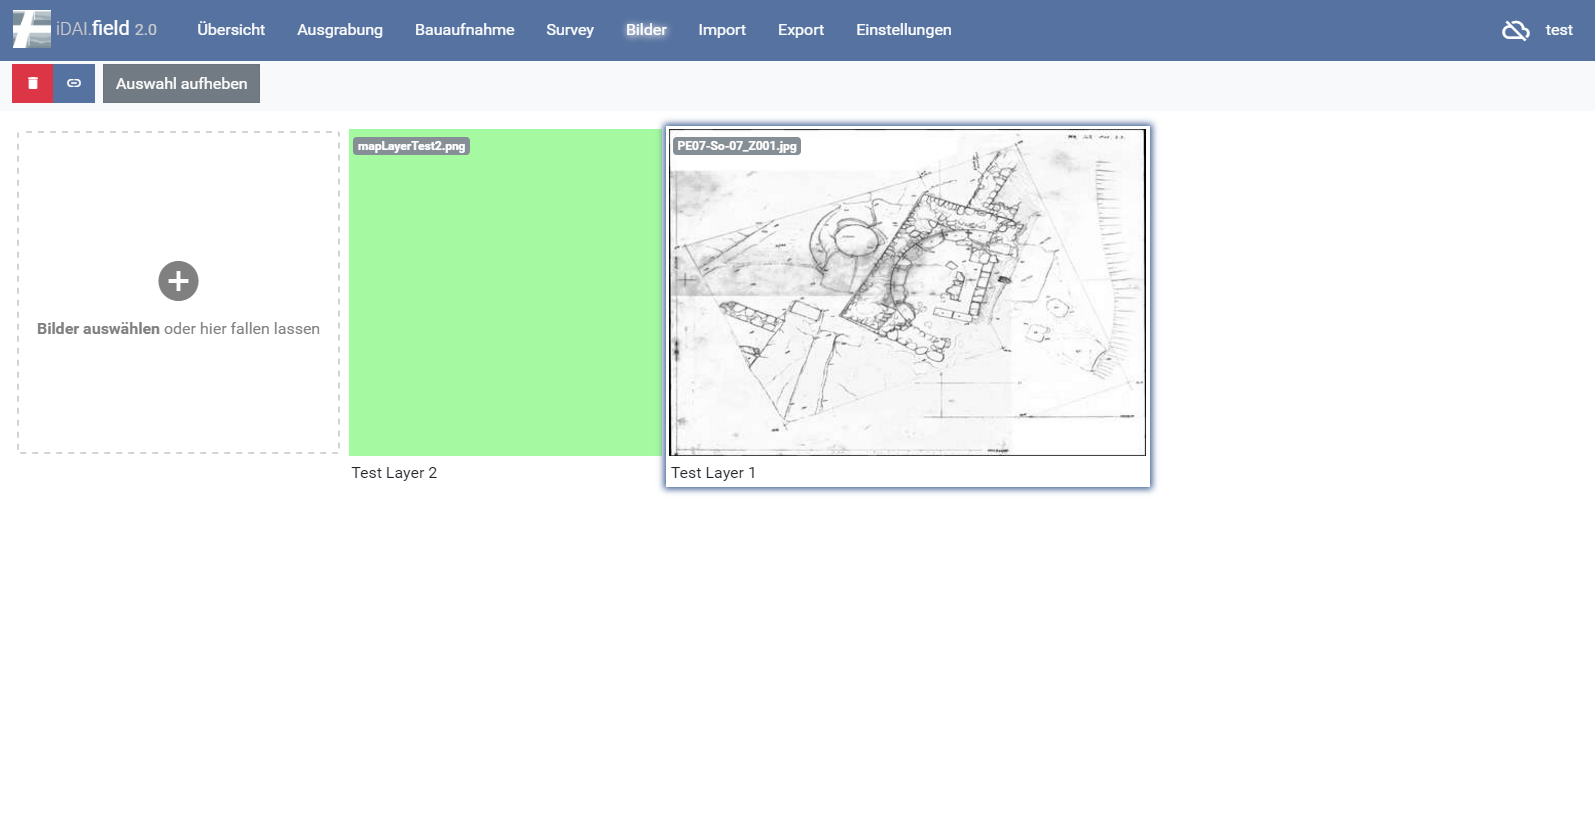 iDAI.field 2.0 Übersicht Ausgrabung Bauaufnahme Survey Bilder Import Export Einstellungen test
Auswahl aufheben
mapLayerTest2.png
PE07-So-07_Z001.jpg
Bilder auswählen oder hier fallen lassen
Test Layer 2
Test Layer 1